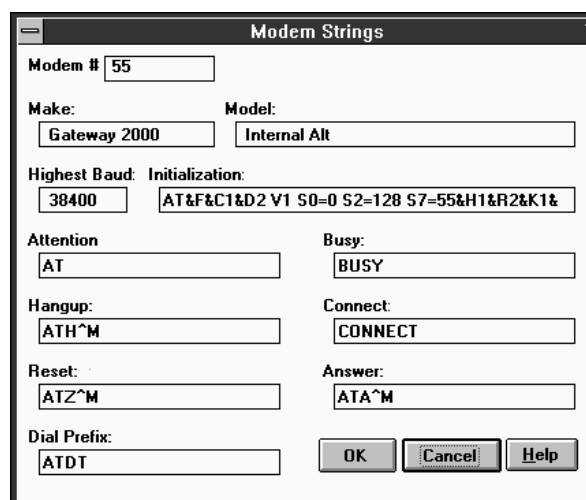 Modem Strings
Modem # 55
Make: Model:
Gateway 2000 Internal Alt
Highest Baud: Initialization:
38400 AT&F&C1&D2 V1 S0=0 S2=128 S7=55&H1&R2&K1&
Attention Busy:
AT BUSY
Hangup: Connect:
ATH^M CONNECT
Reset: Answer:
ATZ^M ATA^M
Dial Prefix:
ATDT OK Cancel Help